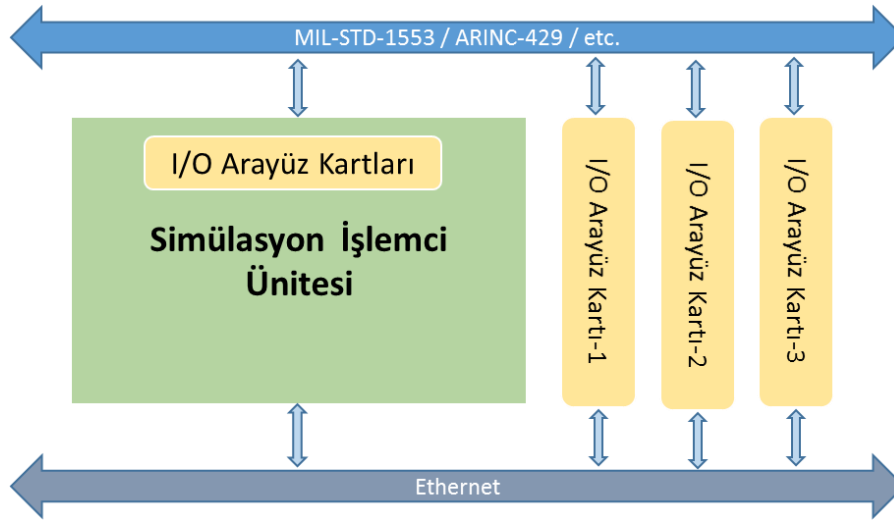 MIL-STD-1553 / ARINC-429 / etc.
I/O Arayüz Kartları
Simülasyon İşlemci
Ünitesi
I/O Arayüz Kartı-1
I/O Arayüz Kartı-2
I/O Arayüz Kartı-3
Ethernet